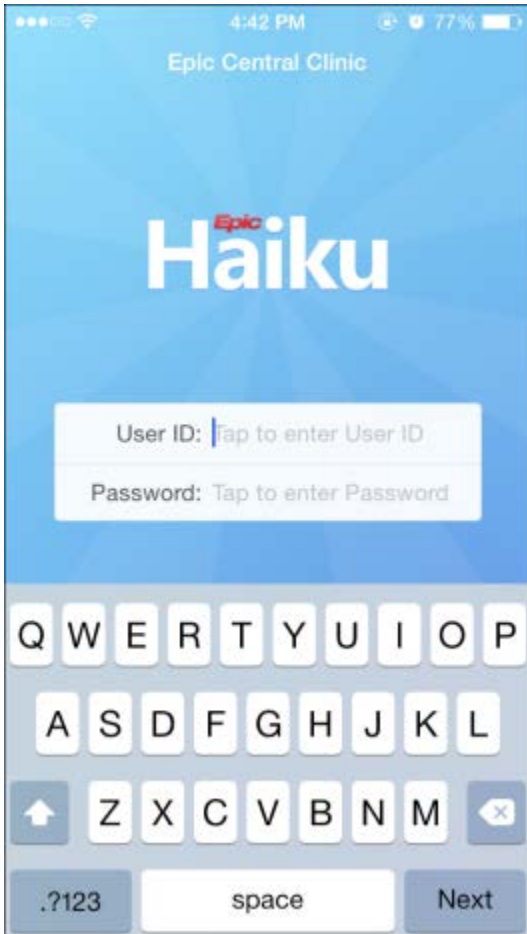 4:42 PM 77%
Epic Central Clinic
Epic
Haiku
User ID: Tap to enter User ID
Password: Tap to enter Password
Q W E R T Y U I O P
A S D F G H J K L
Z X C V B N M
.?123 space Next